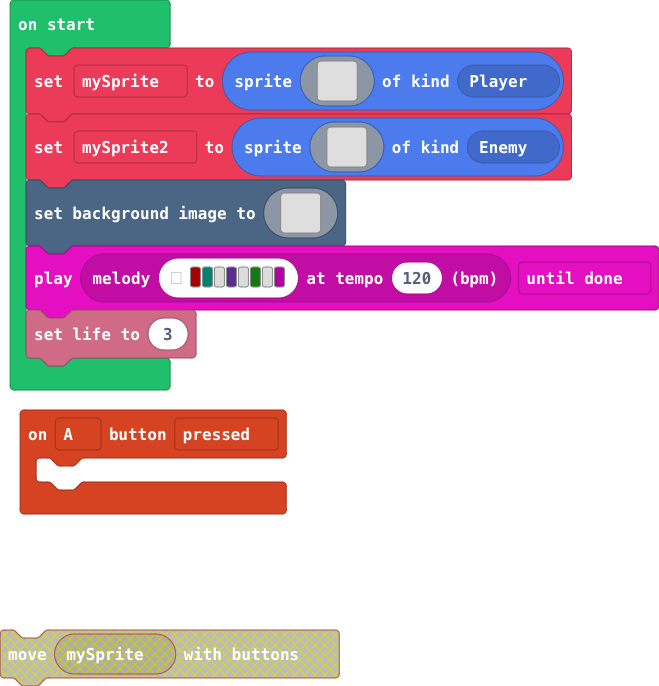 on start
set mySprite to sprite of kind Player
set mySprite2 to sprite of kind Enemy
set background image to
play melody at tempo 120 (bpm) until done
set life to 3
on A button pressed
move mySprite with buttons